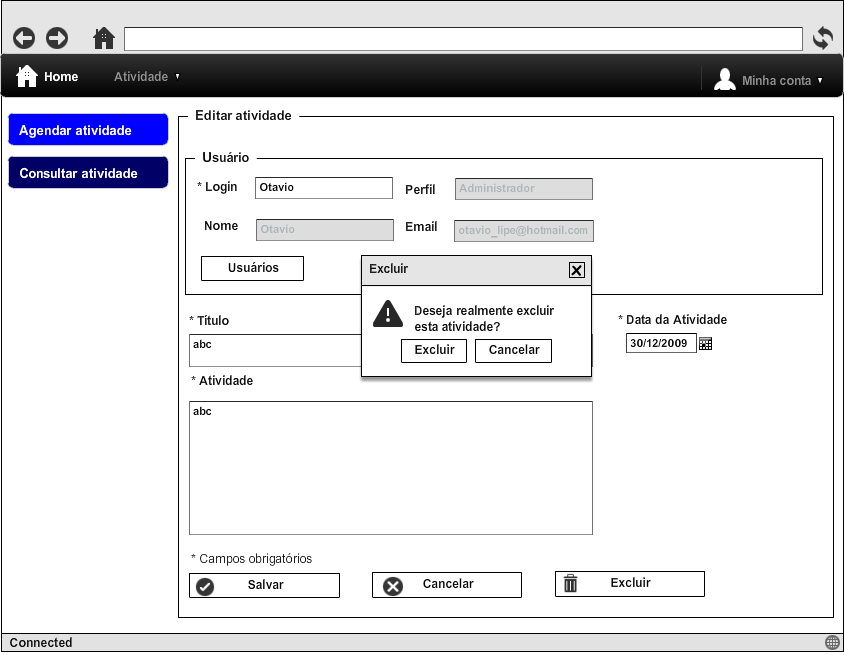 Home
Atividade
Minha conta
Agendar atividade
Consultar atividade
Editar atividade
Usuário
* Login
Otavio
Perfil
Administrador
Nome
Otavio
Email
otavio_lipe@hotmail.com
Usuários
Excluir
Deseja realmente excluir
esta atividade?
Excluir
Cancelar
* Título
abc
* Data da Atividade
30/12/2009
* Atividade
abc
* Campos obrigatórios
Salvar
Cancelar
Excluir
Connected